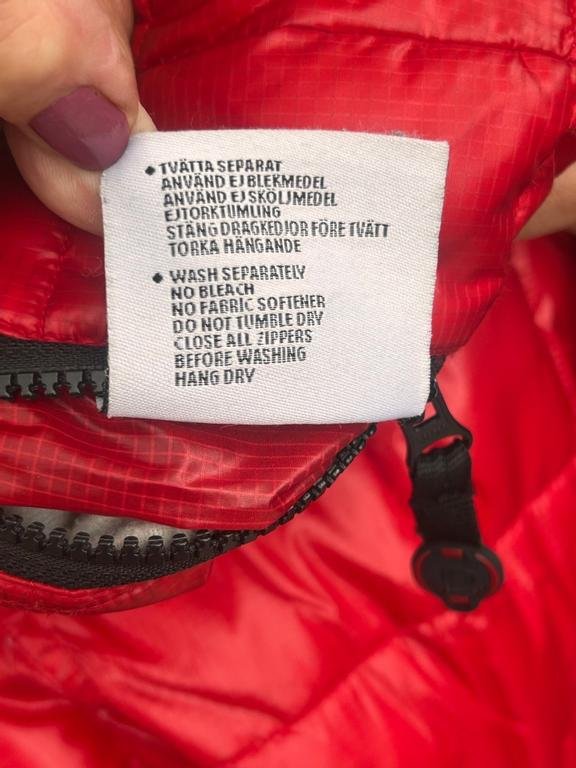 TVÄTTA SEPARAT
ANVÄND EJ BLEKMEDEL
ANVÄND EJ SKÖLJMEDEL
EJ TORKTUMLING
STÄNG DRAGKEDJOR FÖRE TVÄTT
TORKA HÄNGANDE
WASH SEPARATELY
NO BLEACH
NO FABRIC SOFTENER
DO NOT TUMBLE DRY
CLOSE ALL ZIPPERS
BEFORE WASHING
HANG DRY